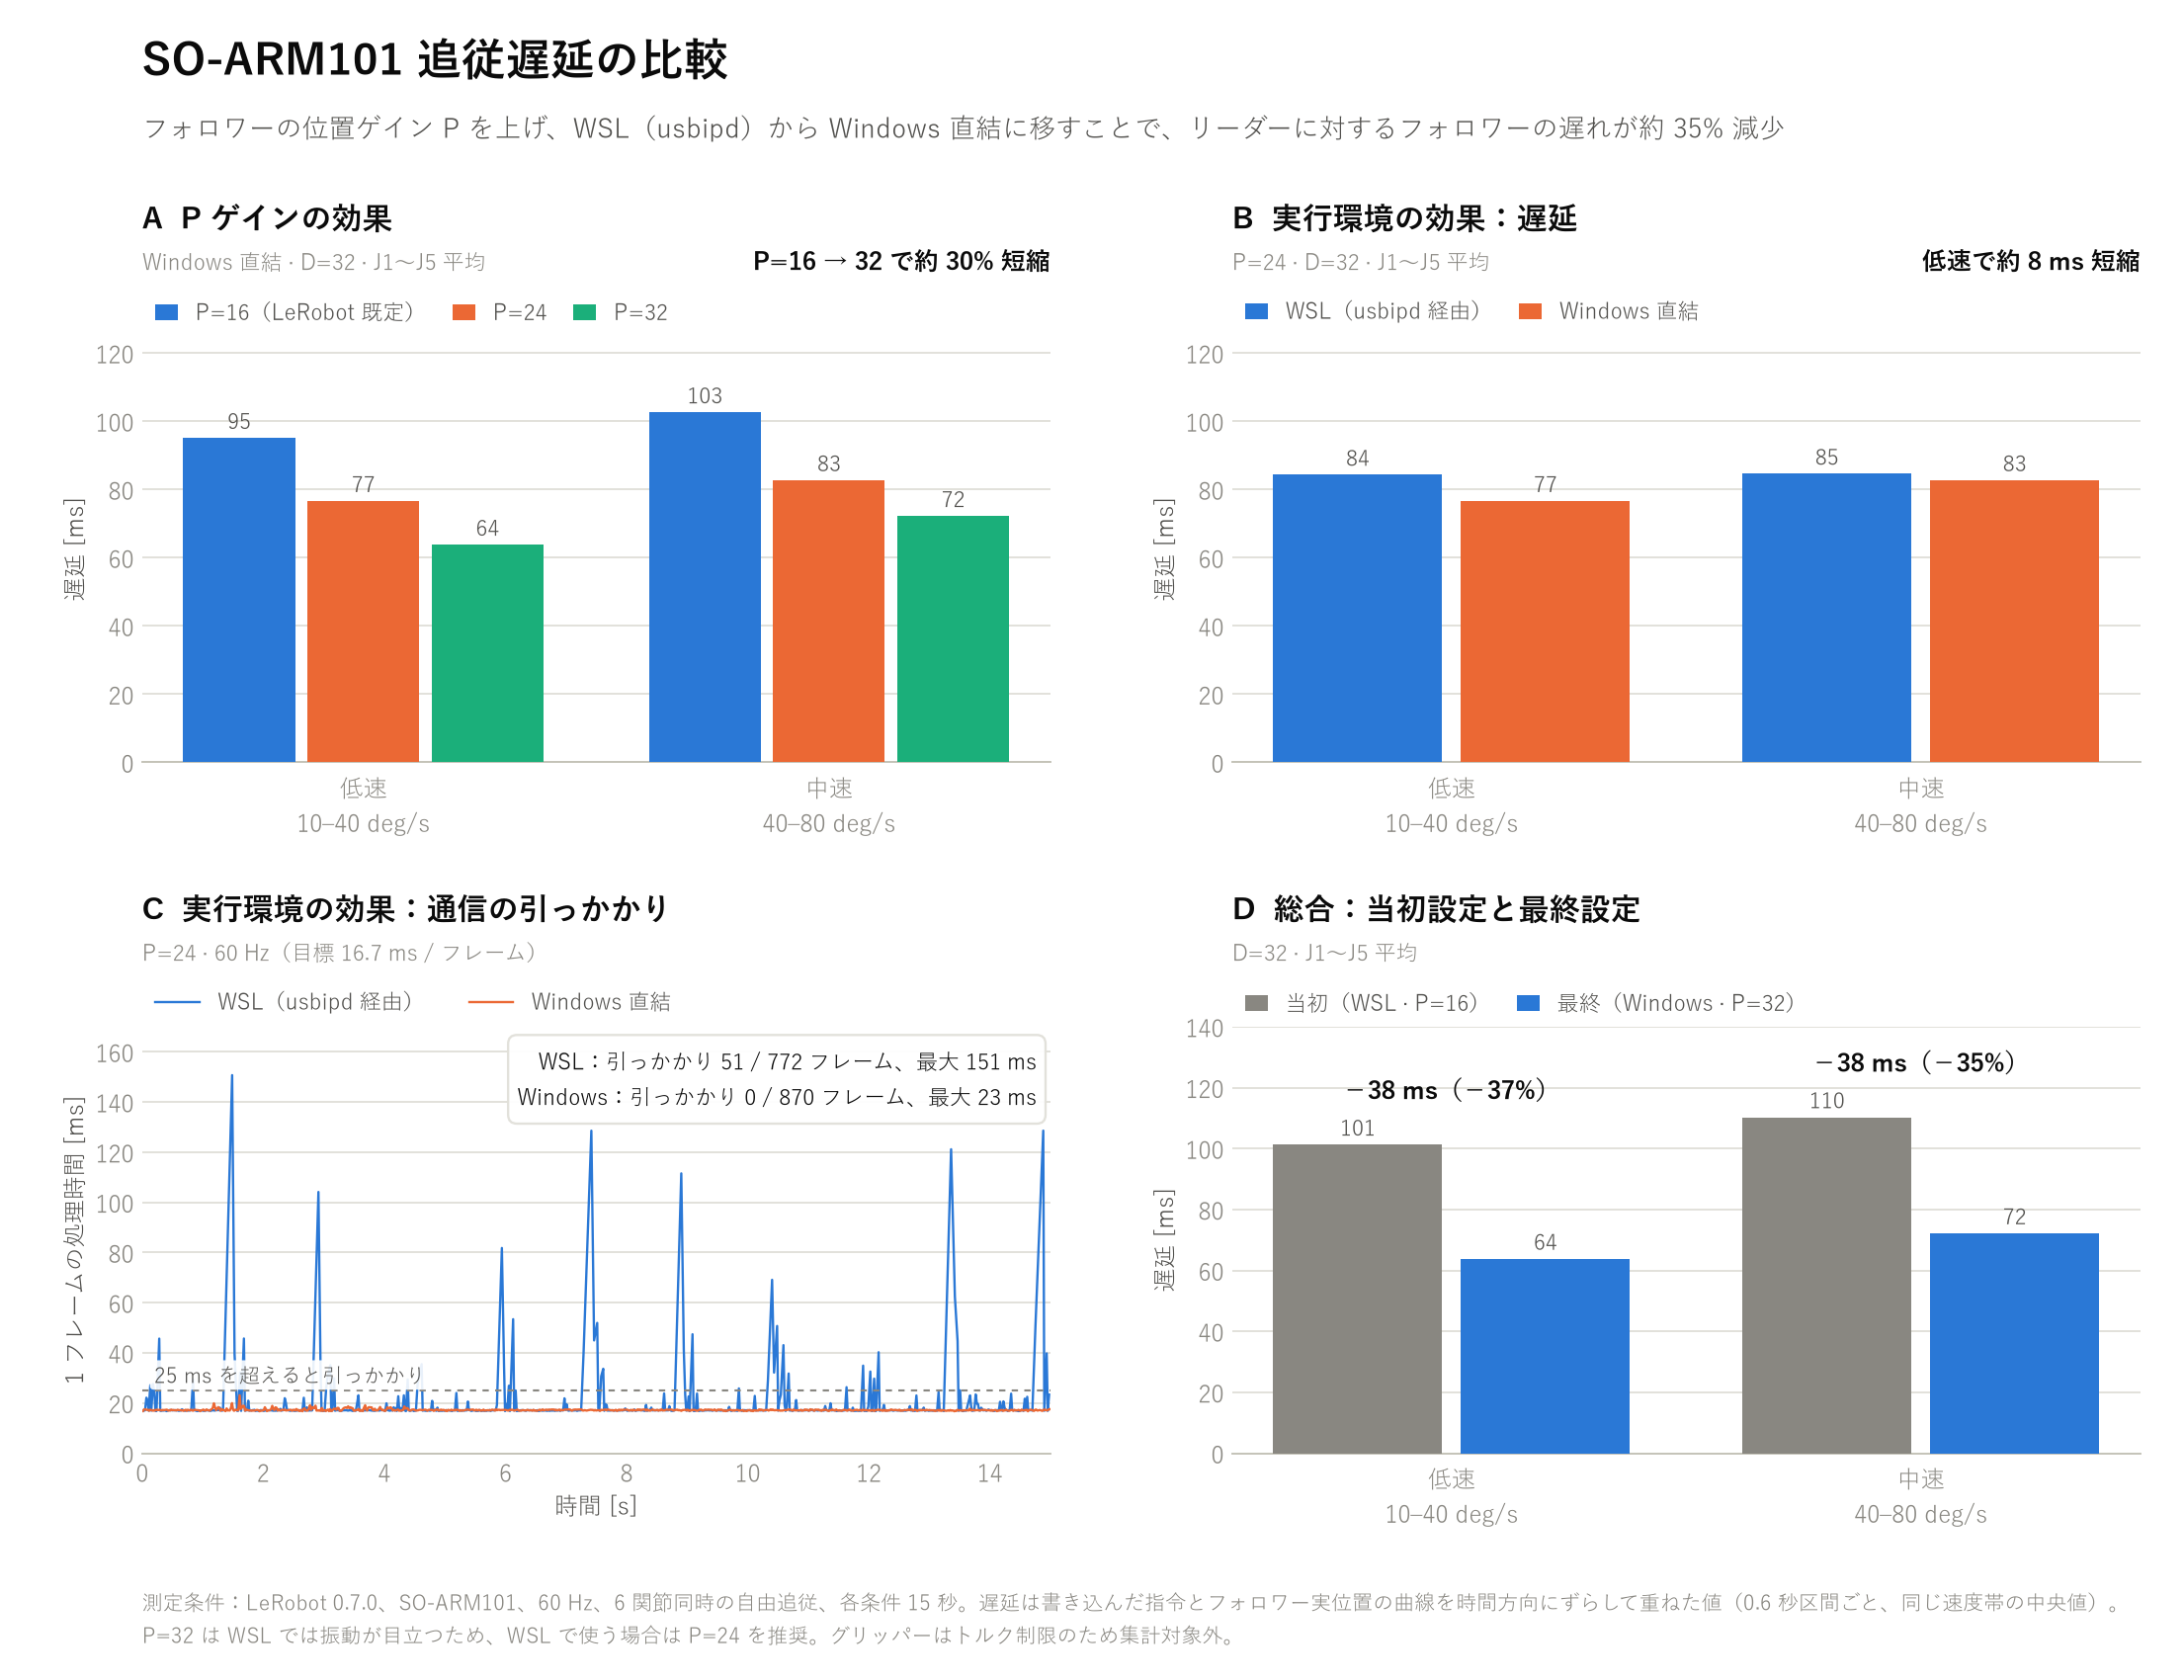 SO-ARM101 追従遅延の比較
フォロワーの位置ゲイン P を上げ、WSL（usbipd）から Windows 直結に移すことで、リーダーに対するフォロワーの遅れが約 35% 減少
A P ゲインの効果
Windows 直結 · D=32 · J1〜J5 平均
P=16 → 32 で約 30% 短縮
P=16（LeRobot 既定） P=24 P=32
120
100
80
60
40
20
0
遅延 [ms]
95
77
64
103
83
72
低速
10–40 deg/s
中速
40–80 deg/s
B 実行環境の効果：遅延
P=24 · D=32 · J1〜J5 平均
低速で約 8 ms 短縮
WSL（usbipd 経由） Windows 直結
120
100
80
60
40
20
0
遅延 [ms]
84
77
85
83
低速
10–40 deg/s
中速
40–80 deg/s
C 実行環境の効果：通信の引っかかり
P=24 · 60 Hz（目標 16.7 ms / フレーム）
WSL（usbipd 経由） Windows 直結
160
140
120
100
80
60
40
20
0
1 フレームの処理時間 [ms]
WSL：引っかかり 51 / 772 フレーム、最大 151 ms
Windows：引っかかり 0 / 870 フレーム、最大 23 ms
25 ms を超えると引っかかり
0 2 4 6 8 10 12 14
時間 [s]
D 総合：当初設定と最終設定
D=32 · J1〜J5 平均
当初（WSL · P=16） 最終（Windows · P=32）
140
120
100
80
60
40
20
0
遅延 [ms]
−38 ms（−37%）
101
64
−38 ms（−35%）
110
72
低速
10–40 deg/s
中速
40–80 deg/s
測定条件：LeRobot 0.7.0、SO-ARM101、60 Hz、6 関節同時の自由追従、各条件 15 秒。遅延は書き込んだ指令とフォロワー実位置の曲線を時間方向にずらして重ねた値（0.6 秒区間ごと、同じ速度帯の中央値）。
P=32 は WSL では振動が目立つため、WSL で使う場合は P=24 を推奨。グリッパーはトルク制限のため集計対象外。